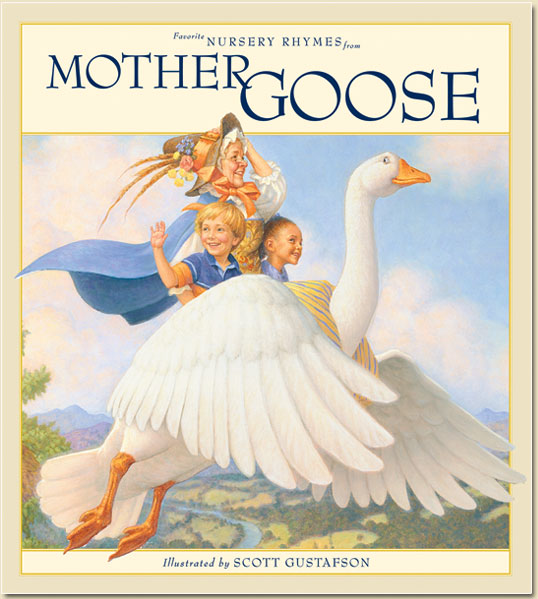 Favorite NURSERY RHYMES from
MOTHER GOOSE
Illustrated by SCOTT GUSTAFSON